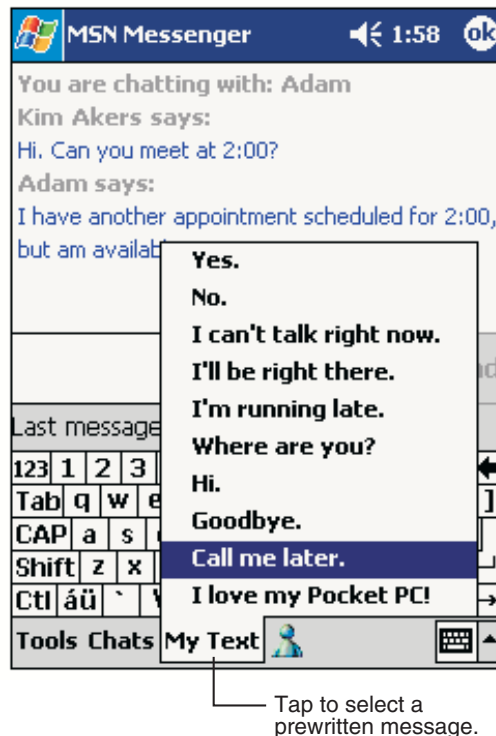 MSN Messenger 1:58 ok
You are chatting with: Adam
Kim Akers says:
Hi. Can you meet at 2:00?
Adam says:
I have another appointment scheduled for 2:00,
but am
Yes.
No.
I can't talk right now.
I'll be right there.
I'm running late.
Where are you?
Hi.
Goodbye.
Call me later.
I love my Pocket PC!
Last message
123 1 2 3
Tab q w e ]
CAP a s
Shift z x
Ctl áü `
Tools Chats My Text
Tap to select a
prewritten message.